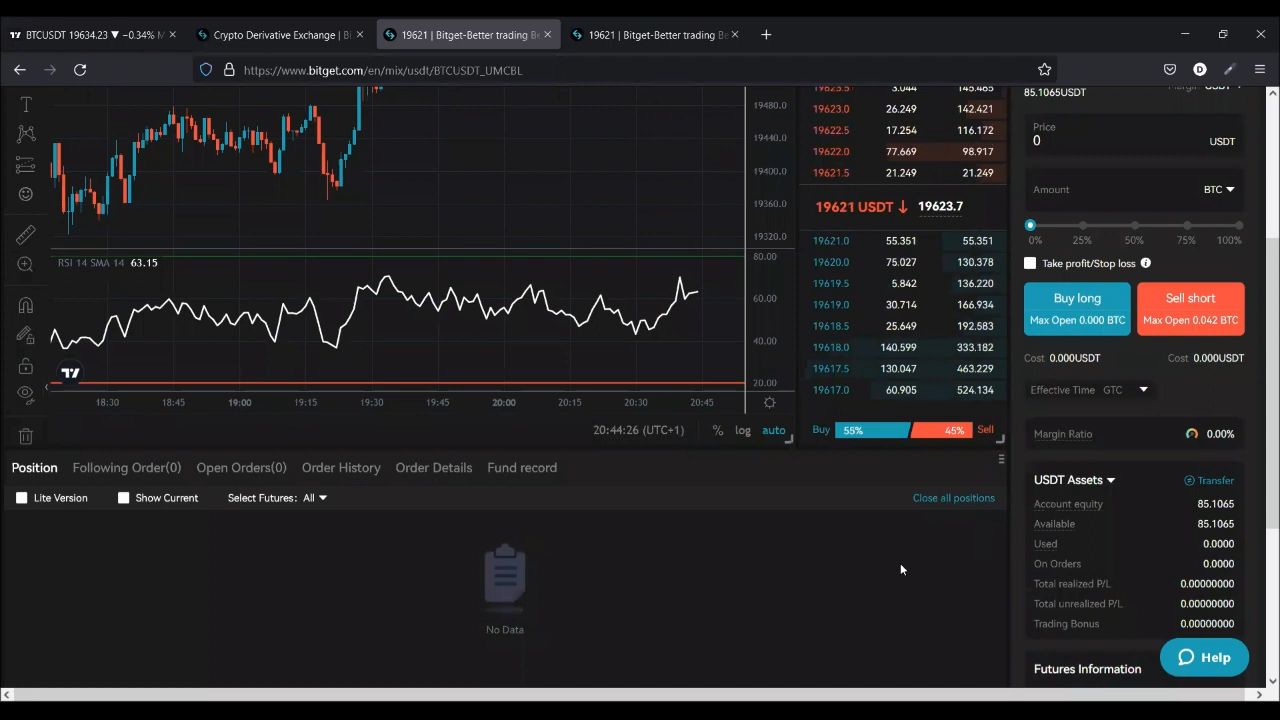 BTCUSDT 19634.23 ▼ −0.34%
Crypto Derivative Exchange |
19621 | Bitget-Better trading
19621 | Bitget-Better trading
https://www.bitget.com/en/mix/usdt/BTCUSDT_UMCBL
19480.0
19440.0
19400.0
19360.0
19320.0
RSI 14 SMA 14 63.15
80.00
60.00
40.00
20.00
18:30 18:45 19:00 19:15 19:30 19:45 20:00 20:15 20:30 20:45
20:44:26 (UTC+1) % log auto
19623.5 3.044 145.465
19623.0 26.249 142.421
19622.5 17.254 116.172
19622.0 77.669 98.917
19621.5 21.249 21.249
19621 USDT ↓ 19623.7
19621.0 55.351 55.351
19620.0 75.027 130.378
19619.5 5.842 136.220
19619.0 30.714 166.934
19618.5 25.649 192.583
19618.0 140.599 333.182
19617.5 130.047 463.229
19617.0 60.905 524.134
Buy 55% 45% Sell
85.1065USDT
Price
0 USDT
Amount BTC
0% 25% 50% 75% 100%
Take profit/Stop loss
Buy long
Max Open 0.000 BTC
Sell short
Max Open 0.042 BTC
Cost 0.000USDT Cost 0.000USDT
Effective Time GTC
Margin Ratio 0.00%
USDT Assets Transfer
Account equity 85.1065
Available 85.1065
Used 0.0000
On Orders 0.0000
Total realized P/L 0.00000000
Total unrealized P/L 0.00000000
Trading Bonus 0.00000000
Futures Information
Help
Position Following Order(0) Open Orders(0) Order History Order Details Fund record
Lite Version Show Current Select Futures: All Close all positions
No Data